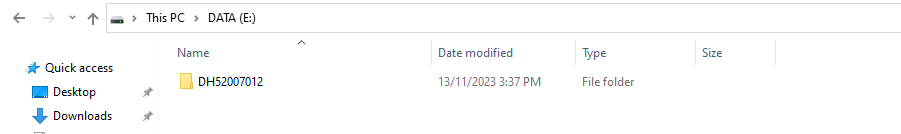 This PC > DATA (E:)
Name Date modified Type Size
Quick access
DH52007012 13/11/2023 3:37 PM File folder
Desktop
Downloads